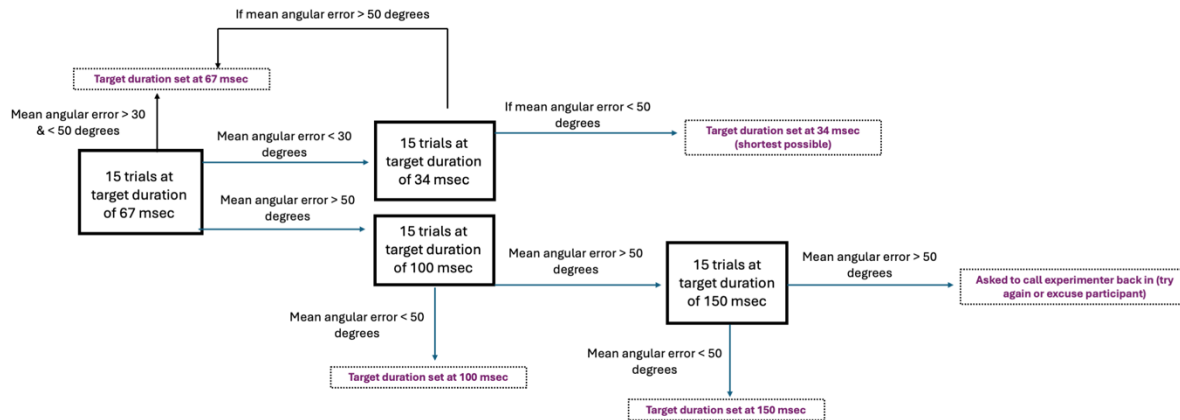 If mean angular error > 50 degrees
Target duration set at 67 msec
Mean angular error > 30
& < 50 degrees
Mean angular error < 30
degrees
If mean angular error < 50
degrees
Target duration set at 34 msec
(shortest possible)
15 trials at
target duration
of 67 msec
15 trials at
target duration
of 34 msec
Mean angular error > 50
degrees
15 trials at
target duration
of 100 msec
Mean angular error > 50
degrees
15 trials at
target duration
of 150 msec
Mean angular error > 50
degrees
Asked to call experimenter back in (try
again or excuse participant)
Mean angular error < 50
degrees
Target duration set at 100 msec
Mean angular error < 50
degrees
Target duration set at 150 msec